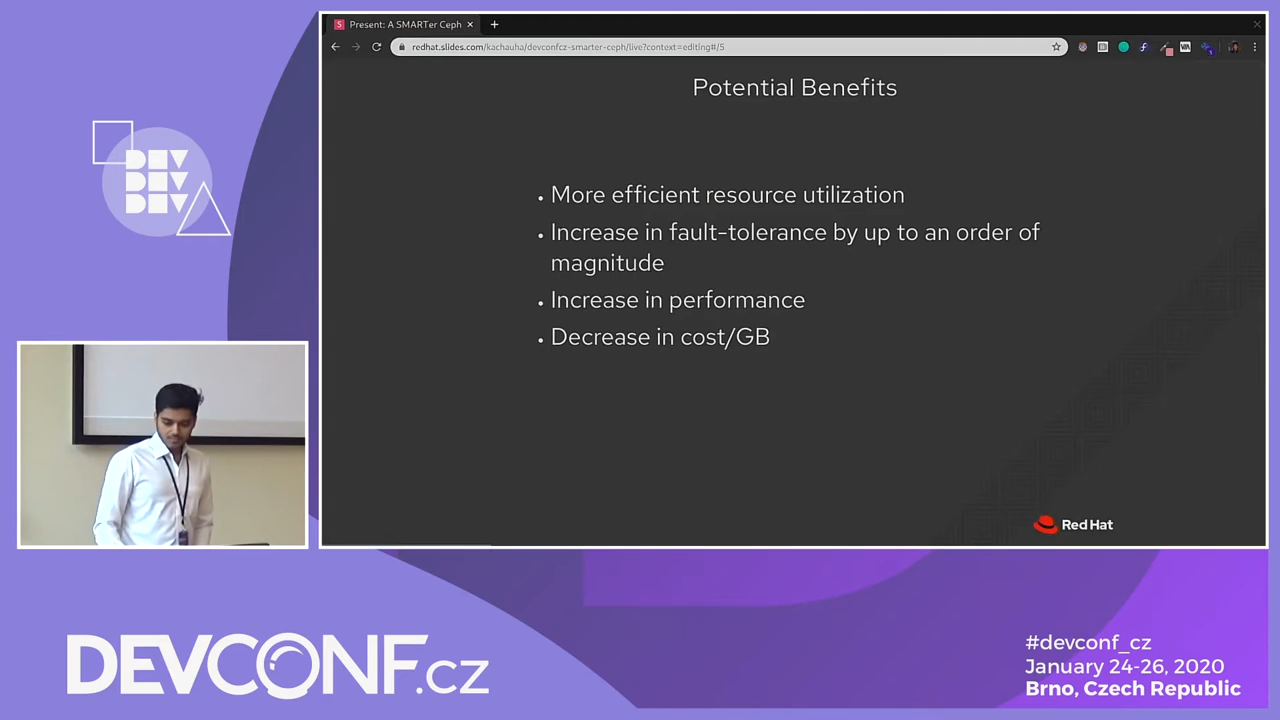 Present: A SMARTer Ceph
redhat.slides.com/kachauha/devconfcz-smarter-ceph/live?context=editing#/5
Potential Benefits
• More efficient resource utilization
• Increase in fault-tolerance by up to an order of
magnitude
• Increase in performance
• Decrease in cost/GB
Red Hat
DEV
DEV
DEV
DEVCONF.cz
#devconf_cz
January 24-26, 2020
Brno, Czech Republic